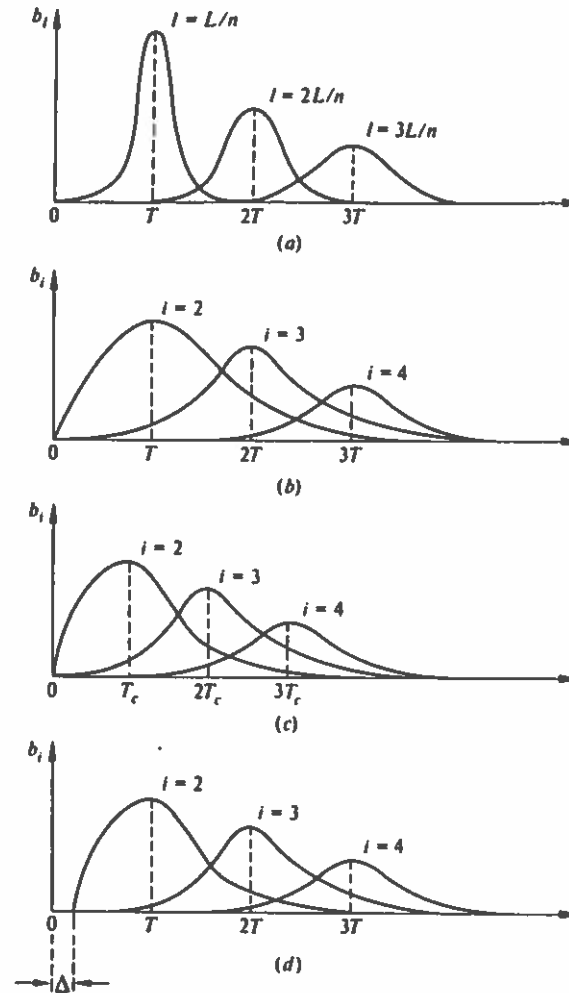 b_i
l = L/n
l = 2L/n
l = 3L/n
0 T 2T 3T
(a)
b_i
i = 2
i = 3
i = 4
0 T 2T 3T
(b)
b_i
i = 2
i = 3
i = 4
0 T_c 2T_c 3T_c
(c)
b_i
i = 2
i = 3
i = 4
0 T 2T 3T
(d)
Δ